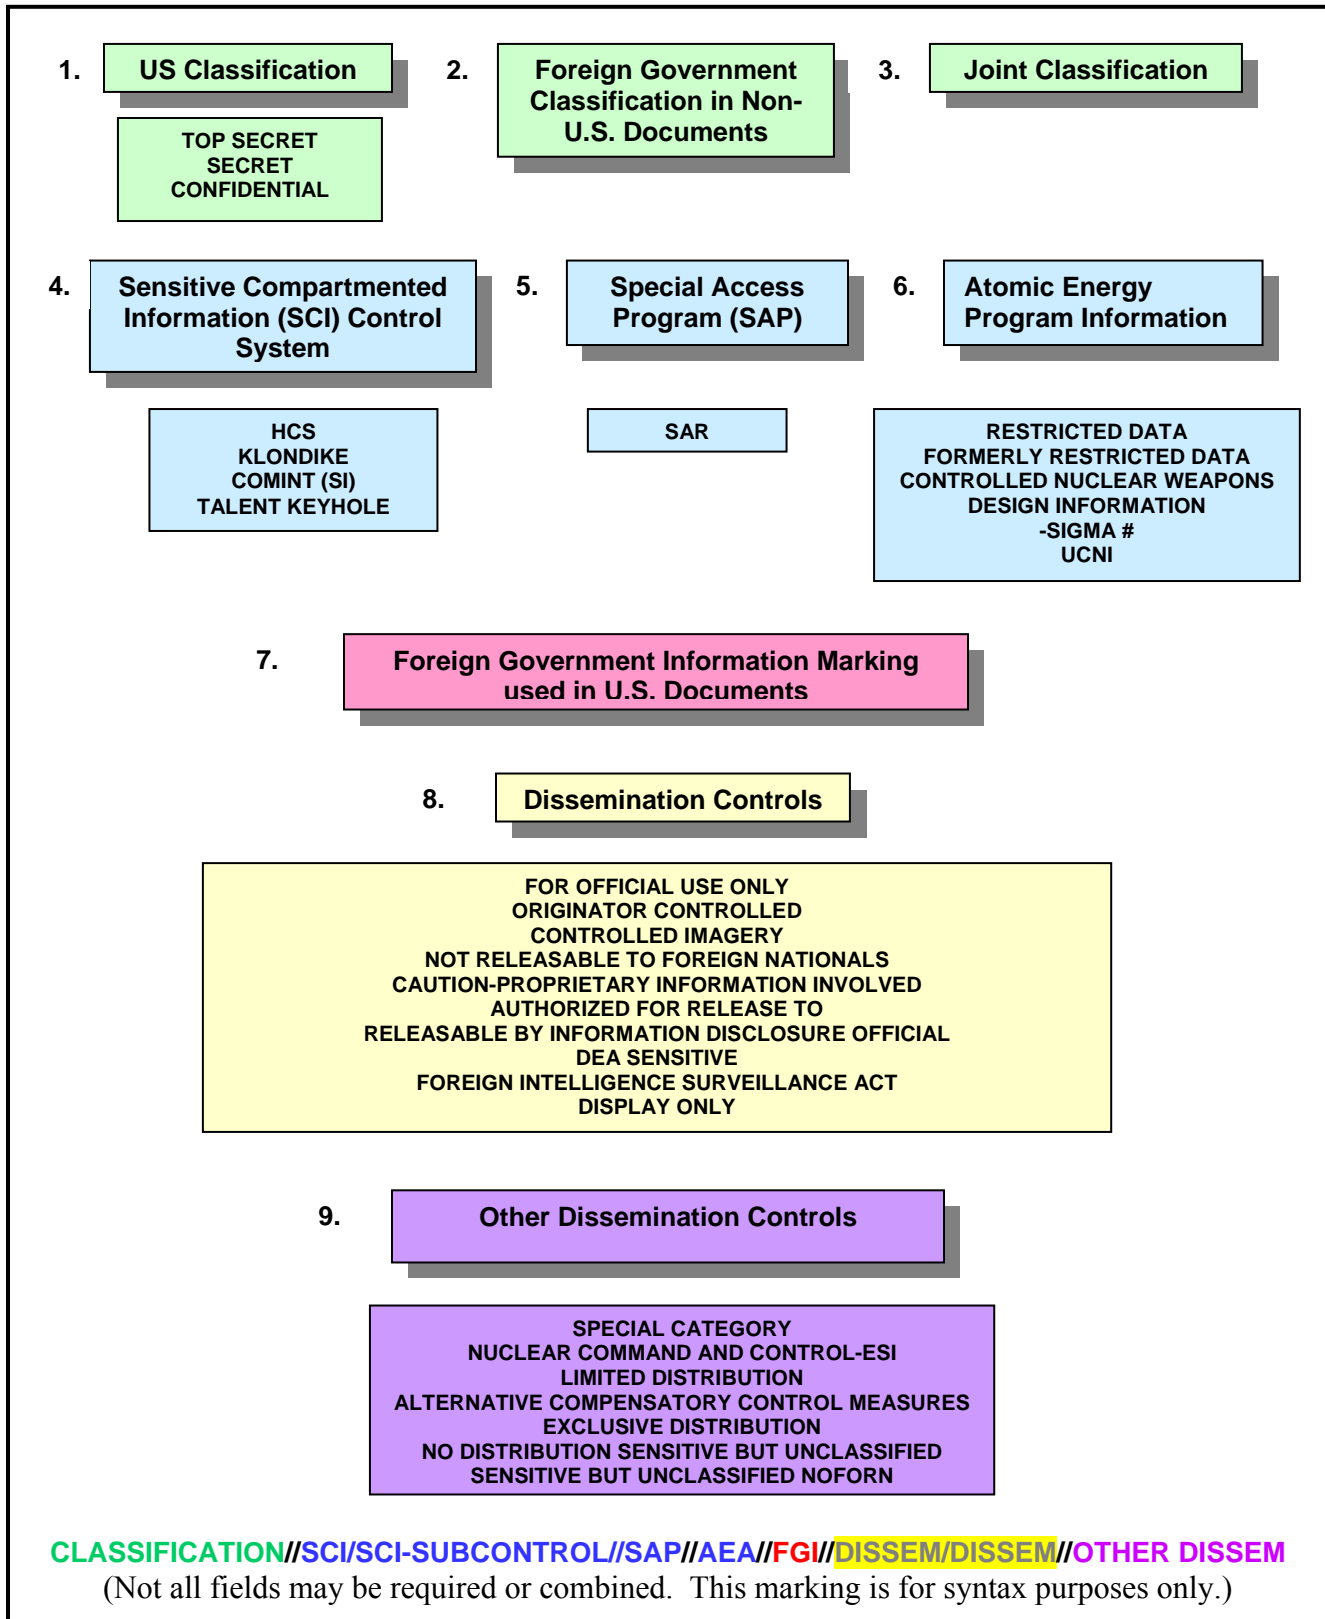 1. US Classification
2. Foreign Government
Classification in Non-
U.S. Documents
3. Joint Classification
TOP SECRET
SECRET
CONFIDENTIAL
4. Sensitive Compartmented
Information (SCI) Control
System
5. Special Access
Program (SAP)
6. Atomic Energy
Program Information
HCS
KLONDIKE
COMINT (SI)
TALENT KEYHOLE
SAR
RESTRICTED DATA
FORMERLY RESTRICTED DATA
CONTROLLED NUCLEAR WEAPONS
DESIGN INFORMATION
-SIGMA #
UCNI
7. Foreign Government Information Marking
used in U.S. Documents
8. Dissemination Controls
FOR OFFICIAL USE ONLY
ORIGINATOR CONTROLLED
CONTROLLED IMAGERY
NOT RELEASABLE TO FOREIGN NATIONALS
CAUTION-PROPRIETARY INFORMATION INVOLVED
AUTHORIZED FOR RELEASE TO
RELEASABLE BY INFORMATION DISCLOSURE OFFICIAL
DEA SENSITIVE
FOREIGN INTELLIGENCE SURVEILLANCE ACT
DISPLAY ONLY
9. Other Dissemination Controls
SPECIAL CATEGORY
NUCLEAR COMMAND AND CONTROL-ESI
LIMITED DISTRIBUTION
ALTERNATIVE COMPENSATORY CONTROL MEASURES
EXCLUSIVE DISTRIBUTION
NO DISTRIBUTION SENSITIVE BUT UNCLASSIFIED
SENSITIVE BUT UNCLASSIFIED NOFORN
CLASSIFICATION//SCI/SCI-SUBCONTROL//SAP//AEA//FGI//DISSEM/DISSEM//OTHER DISSEM
(Not all fields may be required or combined. This marking is for syntax purposes only.)